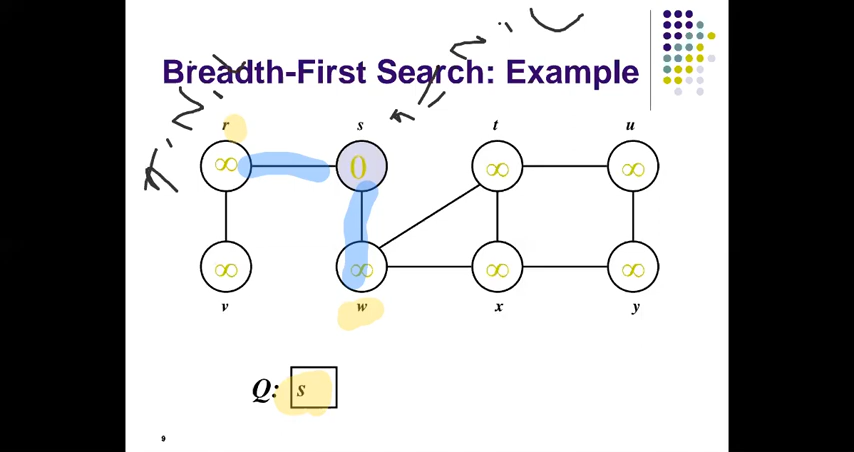 Breadth-First Search: Example
r s t u
∞ 0 ∞ ∞
∞ ∞ ∞ ∞
v w x y
Q: s
9